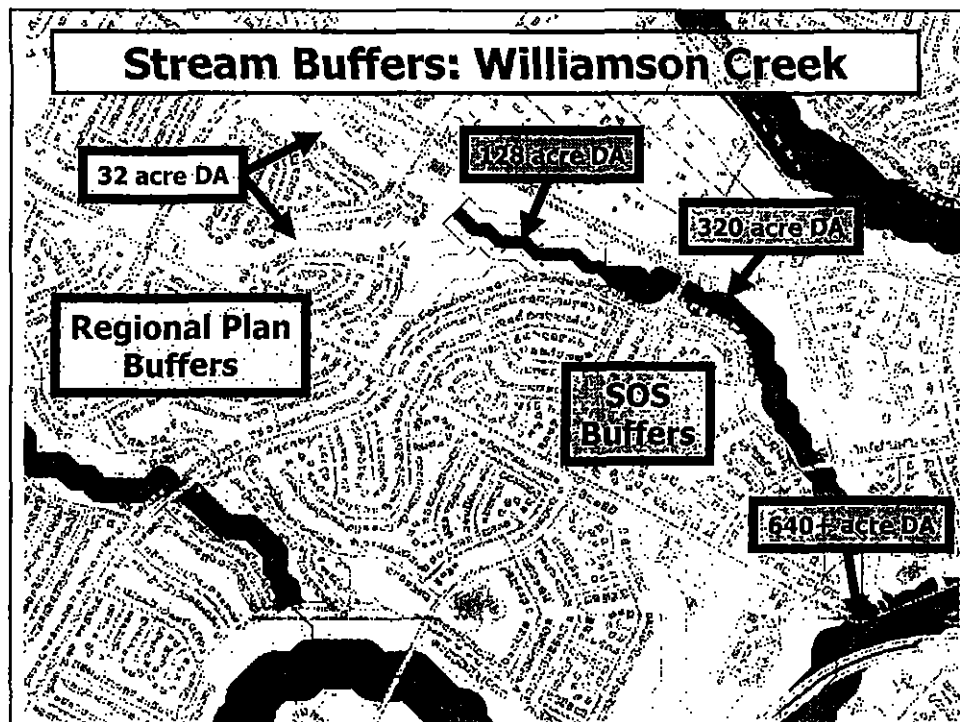 Stream Buffers: Williamson Creek
32 acre DA
128 acre DA
320 acre DA
Regional Plan
Buffers
SOS
Buffers
640+ acre DA